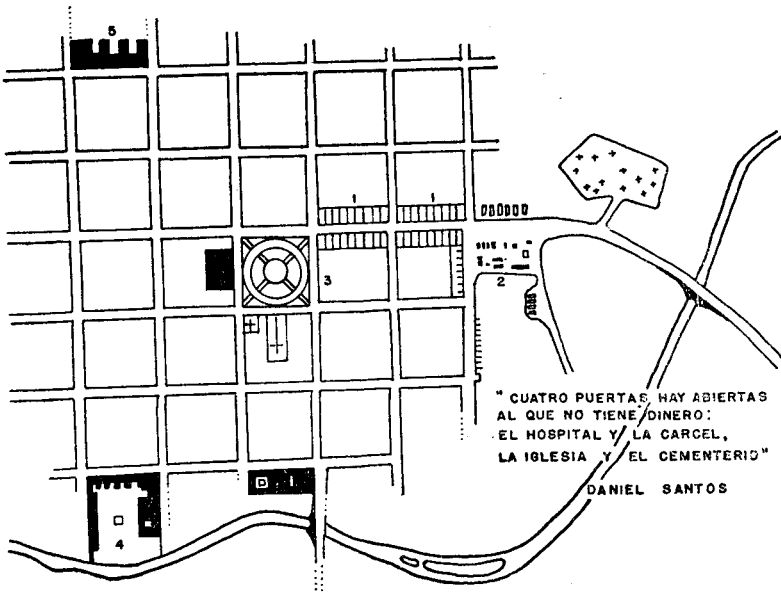 5
1 1
3
2
" CUATRO PUERTAS HAY ABIERTAS
AL QUE NO TIENE DINERO:
EL HOSPITAL Y LA CARCEL,
LA IGLESIA Y EL CEMENTERIO"
DANIEL SANTOS
4